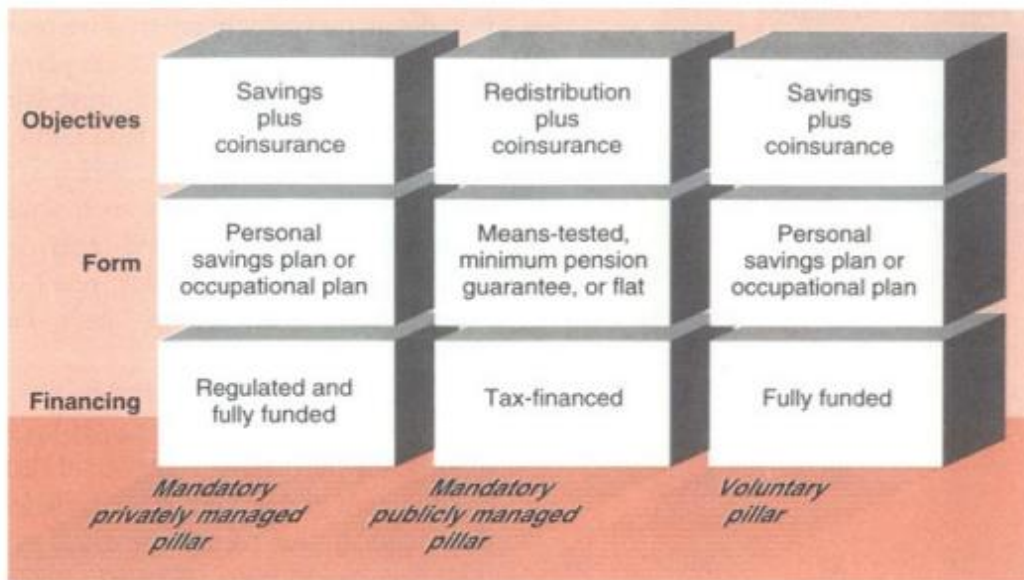 Objectives
Savings
plus
coinsurance
Redistribution
plus
coinsurance
Savings
plus
coinsurance
Form
Personal
savings plan or
occupational plan
Means-tested,
minimum pension
guarantee, or flat
Personal
savings plan or
occupational plan
Financing
Regulated and
fully funded
Tax-financed
Fully funded
Mandatory
privately managed
pillar
Mandatory
publicly managed
pillar
Voluntary
pillar